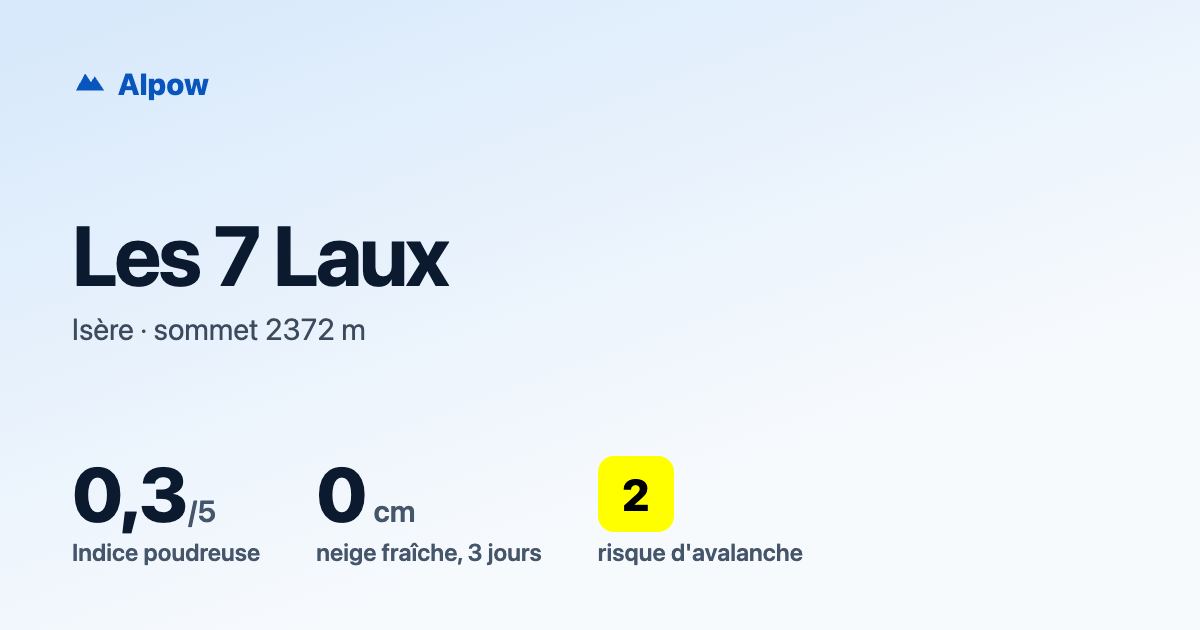 Alpow
Les 7 Laux
Isère · sommet 2372 m
0,3/5
Indice poudreuse
0 cm
neige fraîche, 3 jours
2
risque d'avalanche